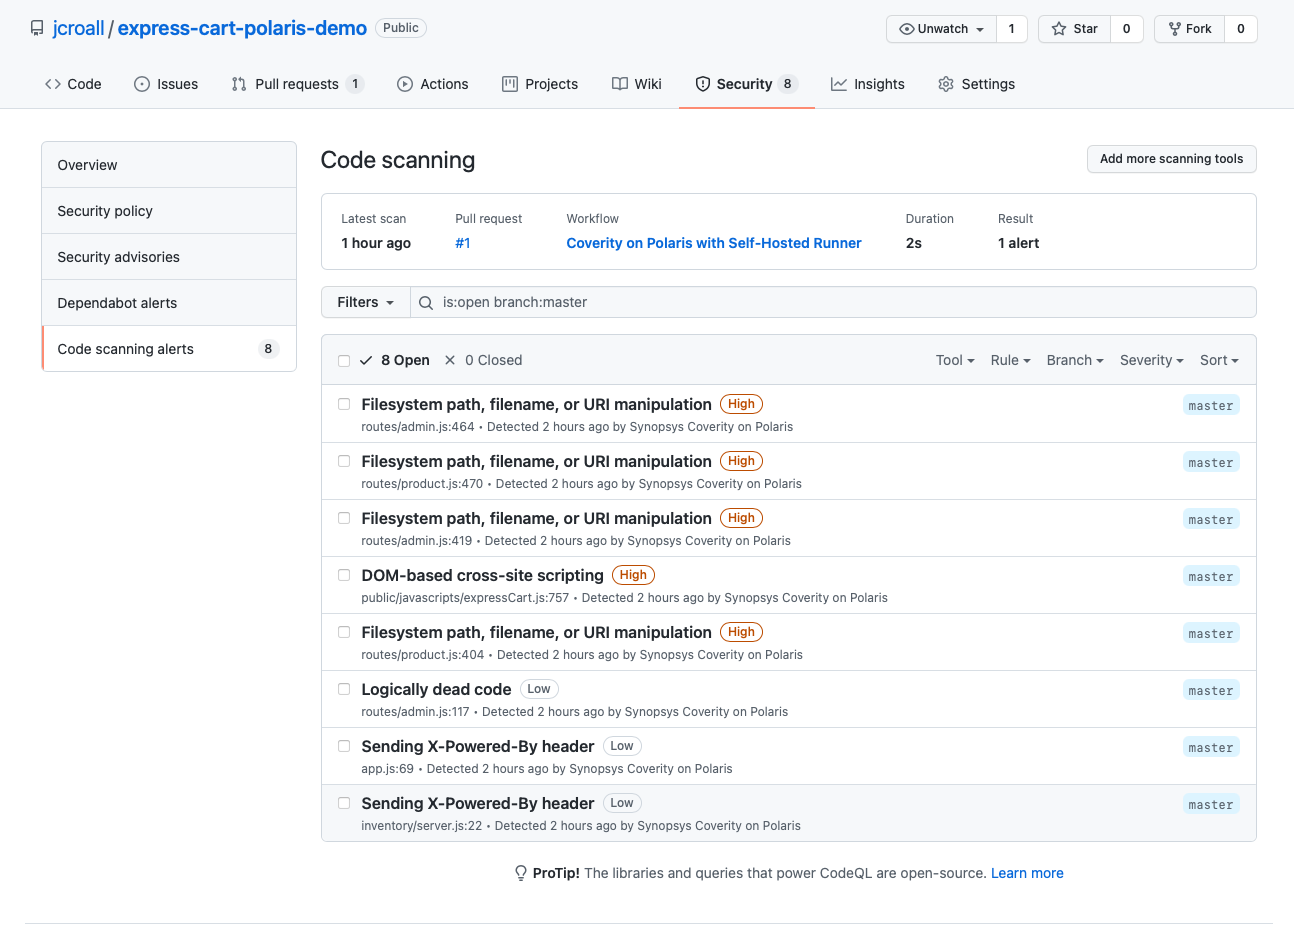 jcroall / express-cart-polaris-demo Public Unwatch 1 Star 0 Fork 0
Code Issues Pull requests 1 Actions Projects Wiki Security 8 Insights Settings
Overview
Security policy
Security advisories
Dependabot alerts
Code scanning alerts 8
Code scanning Add more scanning tools
Latest scan Pull request Workflow Duration Result
1 hour ago #1 Coverity on Polaris with Self-Hosted Runner 2s 1 alert
Filters is:open branch:master
8 Open 0 Closed Tool Rule Branch Severity Sort
Filesystem path, filename, or URI manipulation High master
routes/admin.js:464 • Detected 2 hours ago by Synopsys Coverity on Polaris
Filesystem path, filename, or URI manipulation High master
routes/product.js:470 • Detected 2 hours ago by Synopsys Coverity on Polaris
Filesystem path, filename, or URI manipulation High master
routes/admin.js:419 • Detected 2 hours ago by Synopsys Coverity on Polaris
DOM-based cross-site scripting High master
public/javascripts/expressCart.js:757 • Detected 2 hours ago by Synopsys Coverity on Polaris
Filesystem path, filename, or URI manipulation High master
routes/product.js:404 • Detected 2 hours ago by Synopsys Coverity on Polaris
Logically dead code Low master
routes/admin.js:117 • Detected 2 hours ago by Synopsys Coverity on Polaris
Sending X-Powered-By header Low master
app.js:69 • Detected 2 hours ago by Synopsys Coverity on Polaris
Sending X-Powered-By header Low master
inventory/server.js:22 • Detected 2 hours ago by Synopsys Coverity on Polaris
ProTip! The libraries and queries that power CodeQL are open-source. Learn more